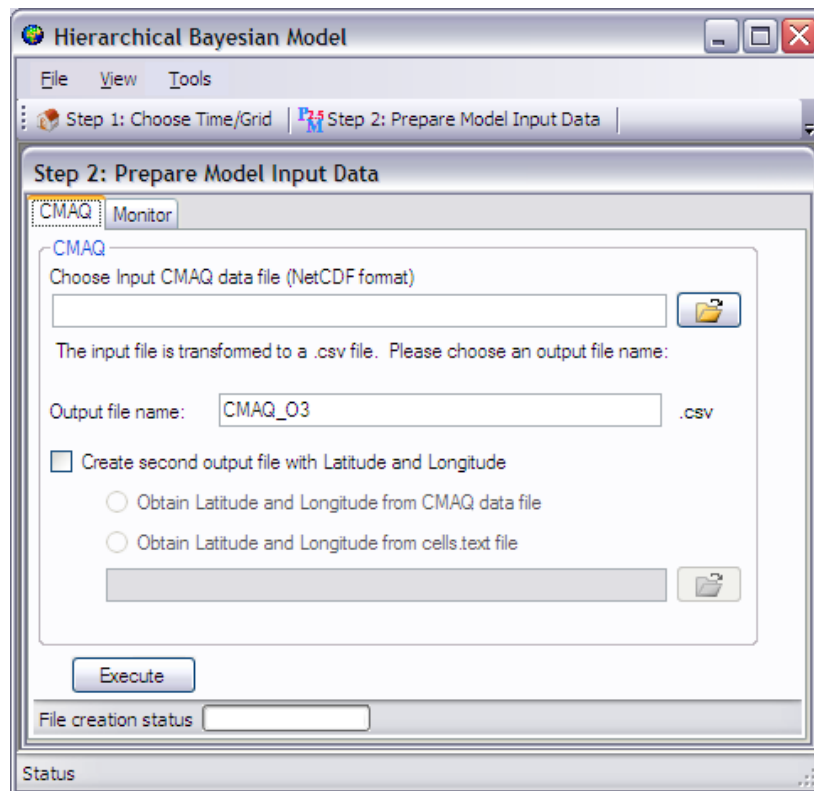 Hierarchical Bayesian Model
File View Tools
Step 1: Choose Time/Grid PM2.5 Step 2: Prepare Model Input Data
Step 2: Prepare Model Input Data
CMAQ Monitor
CMAQ
Choose Input CMAQ data file (NetCDF format)
The input file is transformed to a .csv file. Please choose an output file name:
Output file name: CMAQ_O3 .csv
Create second output file with Latitude and Longitude
Obtain Latitude and Longitude from CMAQ data file
Obtain Latitude and Longitude from cells.text file
Execute
File creation status
Status